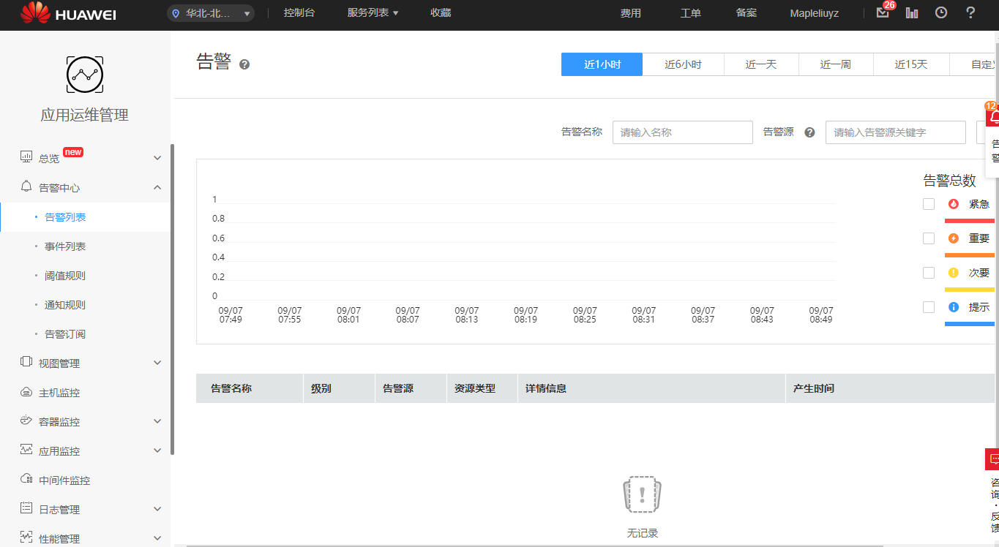 HUAWEI
华北-北...
控制台
服务列表
收藏
费用
工单
备案
Mapleliuyz
26
应用运维管理
总览 new
告警中心
告警列表
事件列表
阈值规则
通知规则
告警订阅
视图管理
主机监控
容器监控
应用监控
中间件监控
日志管理
性能管理
告警
近1小时
近6小时
近一天
近一周
近15天
自定
告警名称
请输入名称
告警源
请输入告警源关键字
12
告
警
1
0.8
0.6
0.4
0.2
0
09/07 09/07 09/07 09/07 09/07 09/07 09/07 09/07 09/07 09/07 09/07
07:49 07:55 08:01 08:07 08:13 08:19 08:25 08:31 08:37 08:43 08:49
告警总数
紧急
重要
次要
提示
告警名称 级别 告警源 资源类型 详情信息 产生时间
无记录
咨
询
·
反
馈